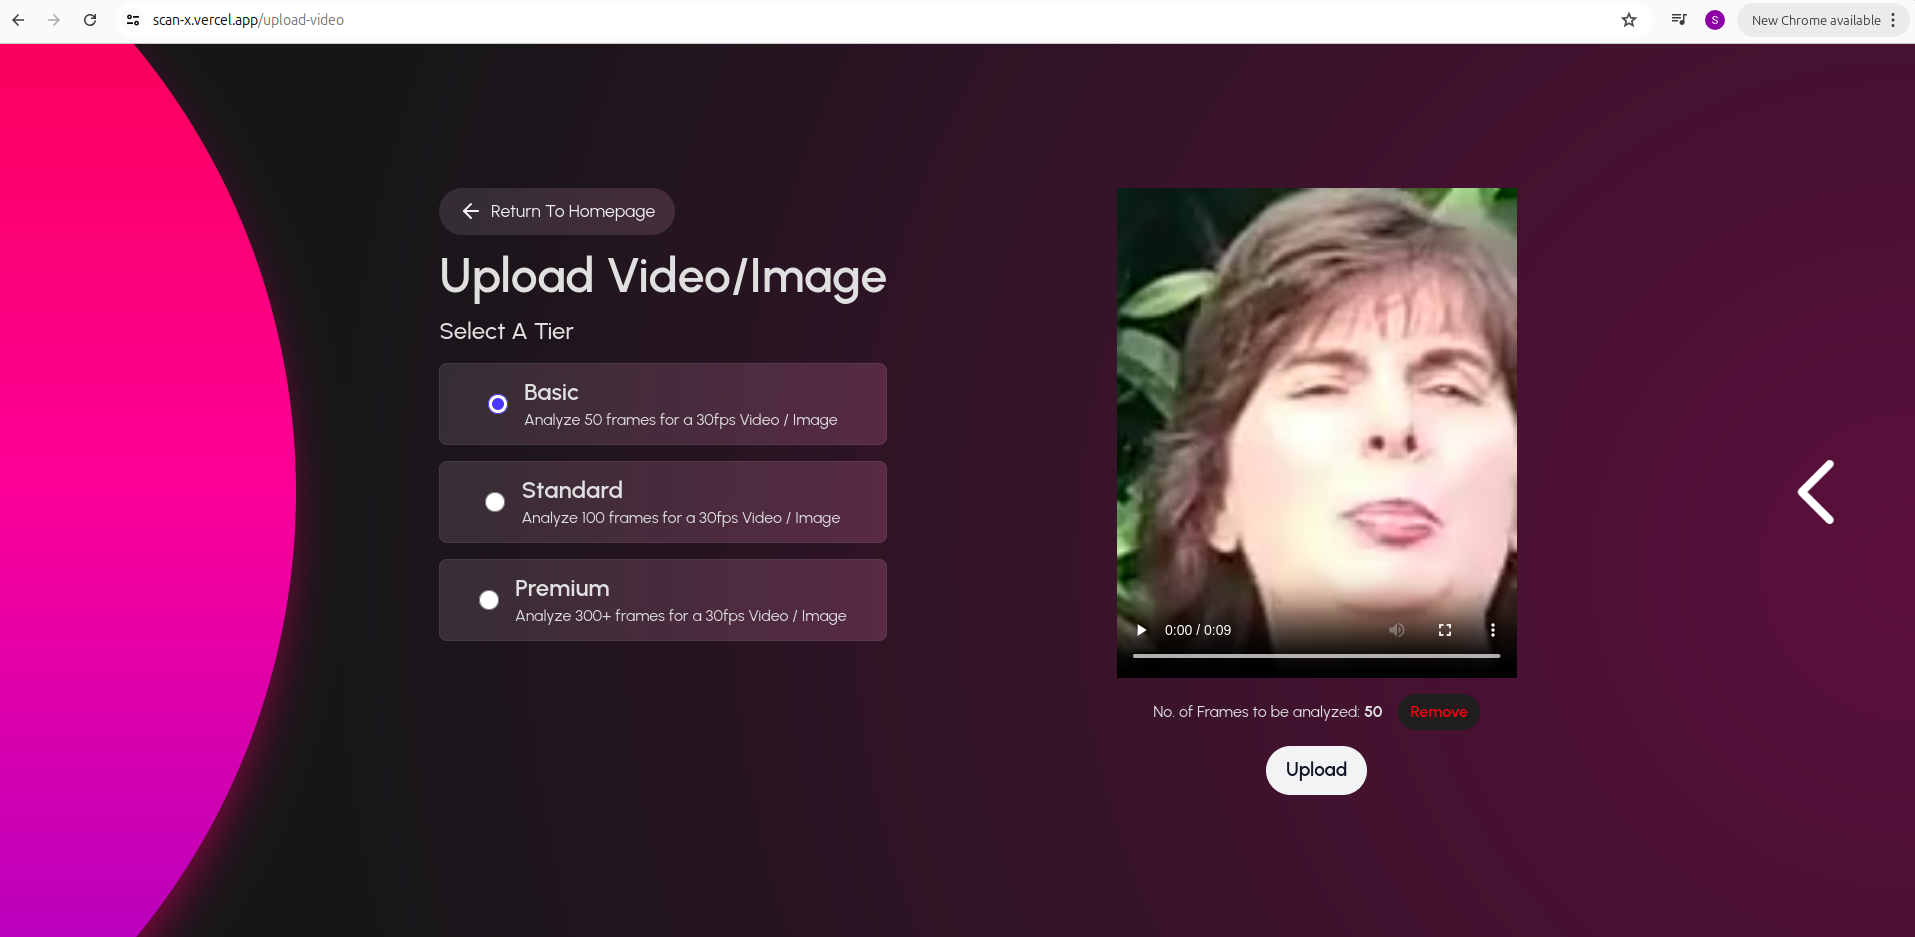 scan-x.vercel.app/upload-video
S
New Chrome available
Return To Homepage
Upload Video/Image
Select A Tier
Basic
Analyze 50 frames for a 30fps Video / Image
Standard
Analyze 100 frames for a 30fps Video / Image
Premium
Analyze 300+ frames for a 30fps Video / Image
0:00 / 0:09
No. of Frames to be analyzed: 50
Remove
Upload